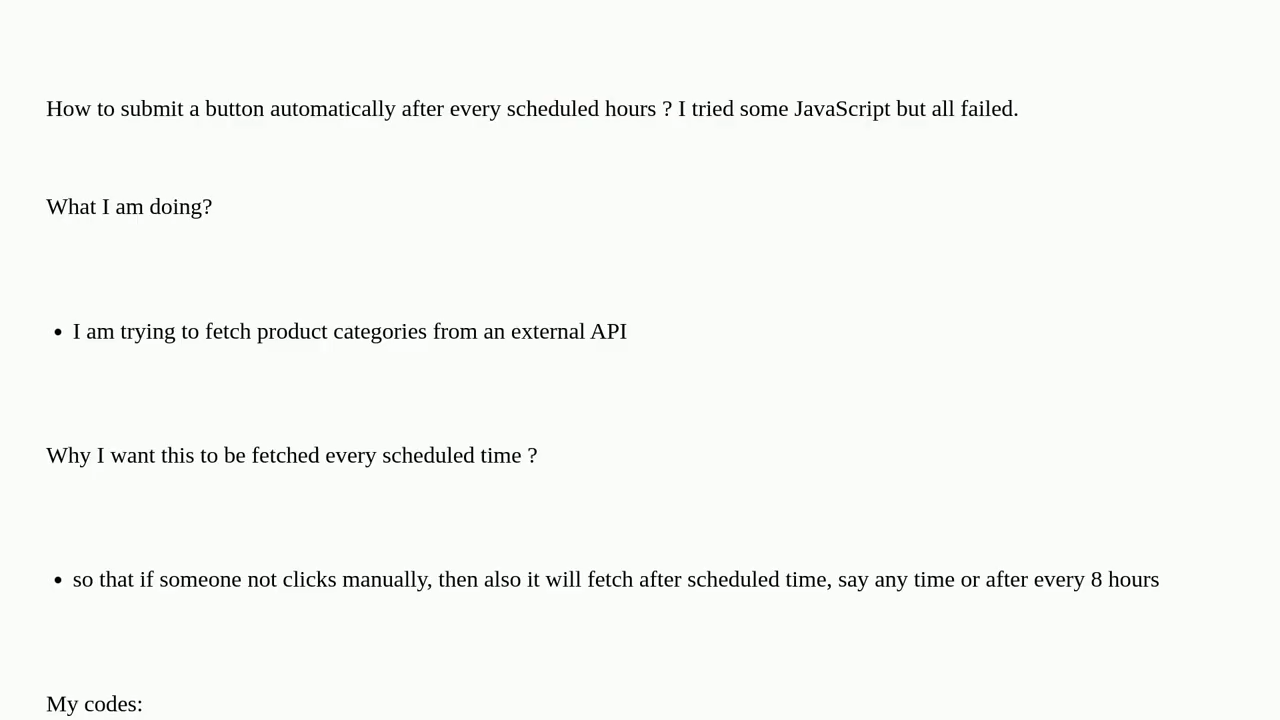 How to submit a button automatically after every scheduled hours ? I tried some JavaScript but all failed.
What I am doing?
• I am trying to fetch product categories from an external API
Why I want this to be fetched every scheduled time ?
• so that if someone not clicks manually, then also it will fetch after scheduled time, say any time or after every 8 hours
My codes: